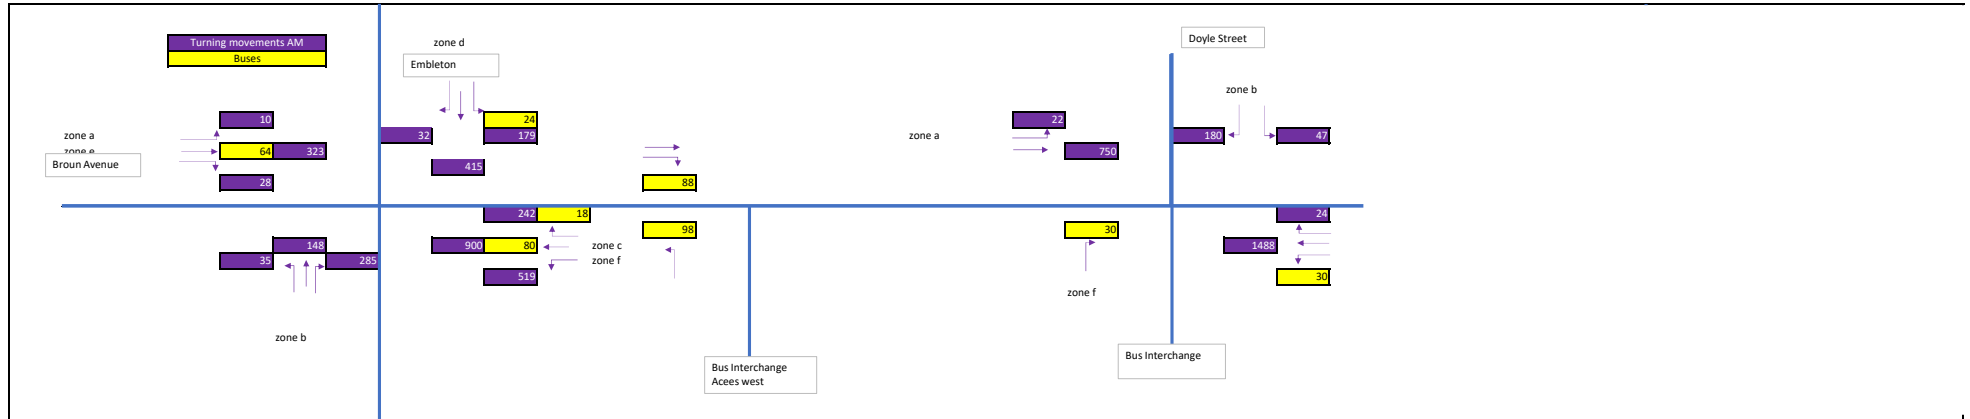 Turning movements AM
Buses
zone d
Embleton
Doyle Street
zone b
10
24
22
zone a
32
179
zone a
180
47
zone e
64
323
750
Broun Avenue
415
28
88
242
18
24
98
30
148
900
80
zone c
1488
35
285
zone f
519
30
zone f
zone b
Bus Interchange
Acees west
Bus Interchange